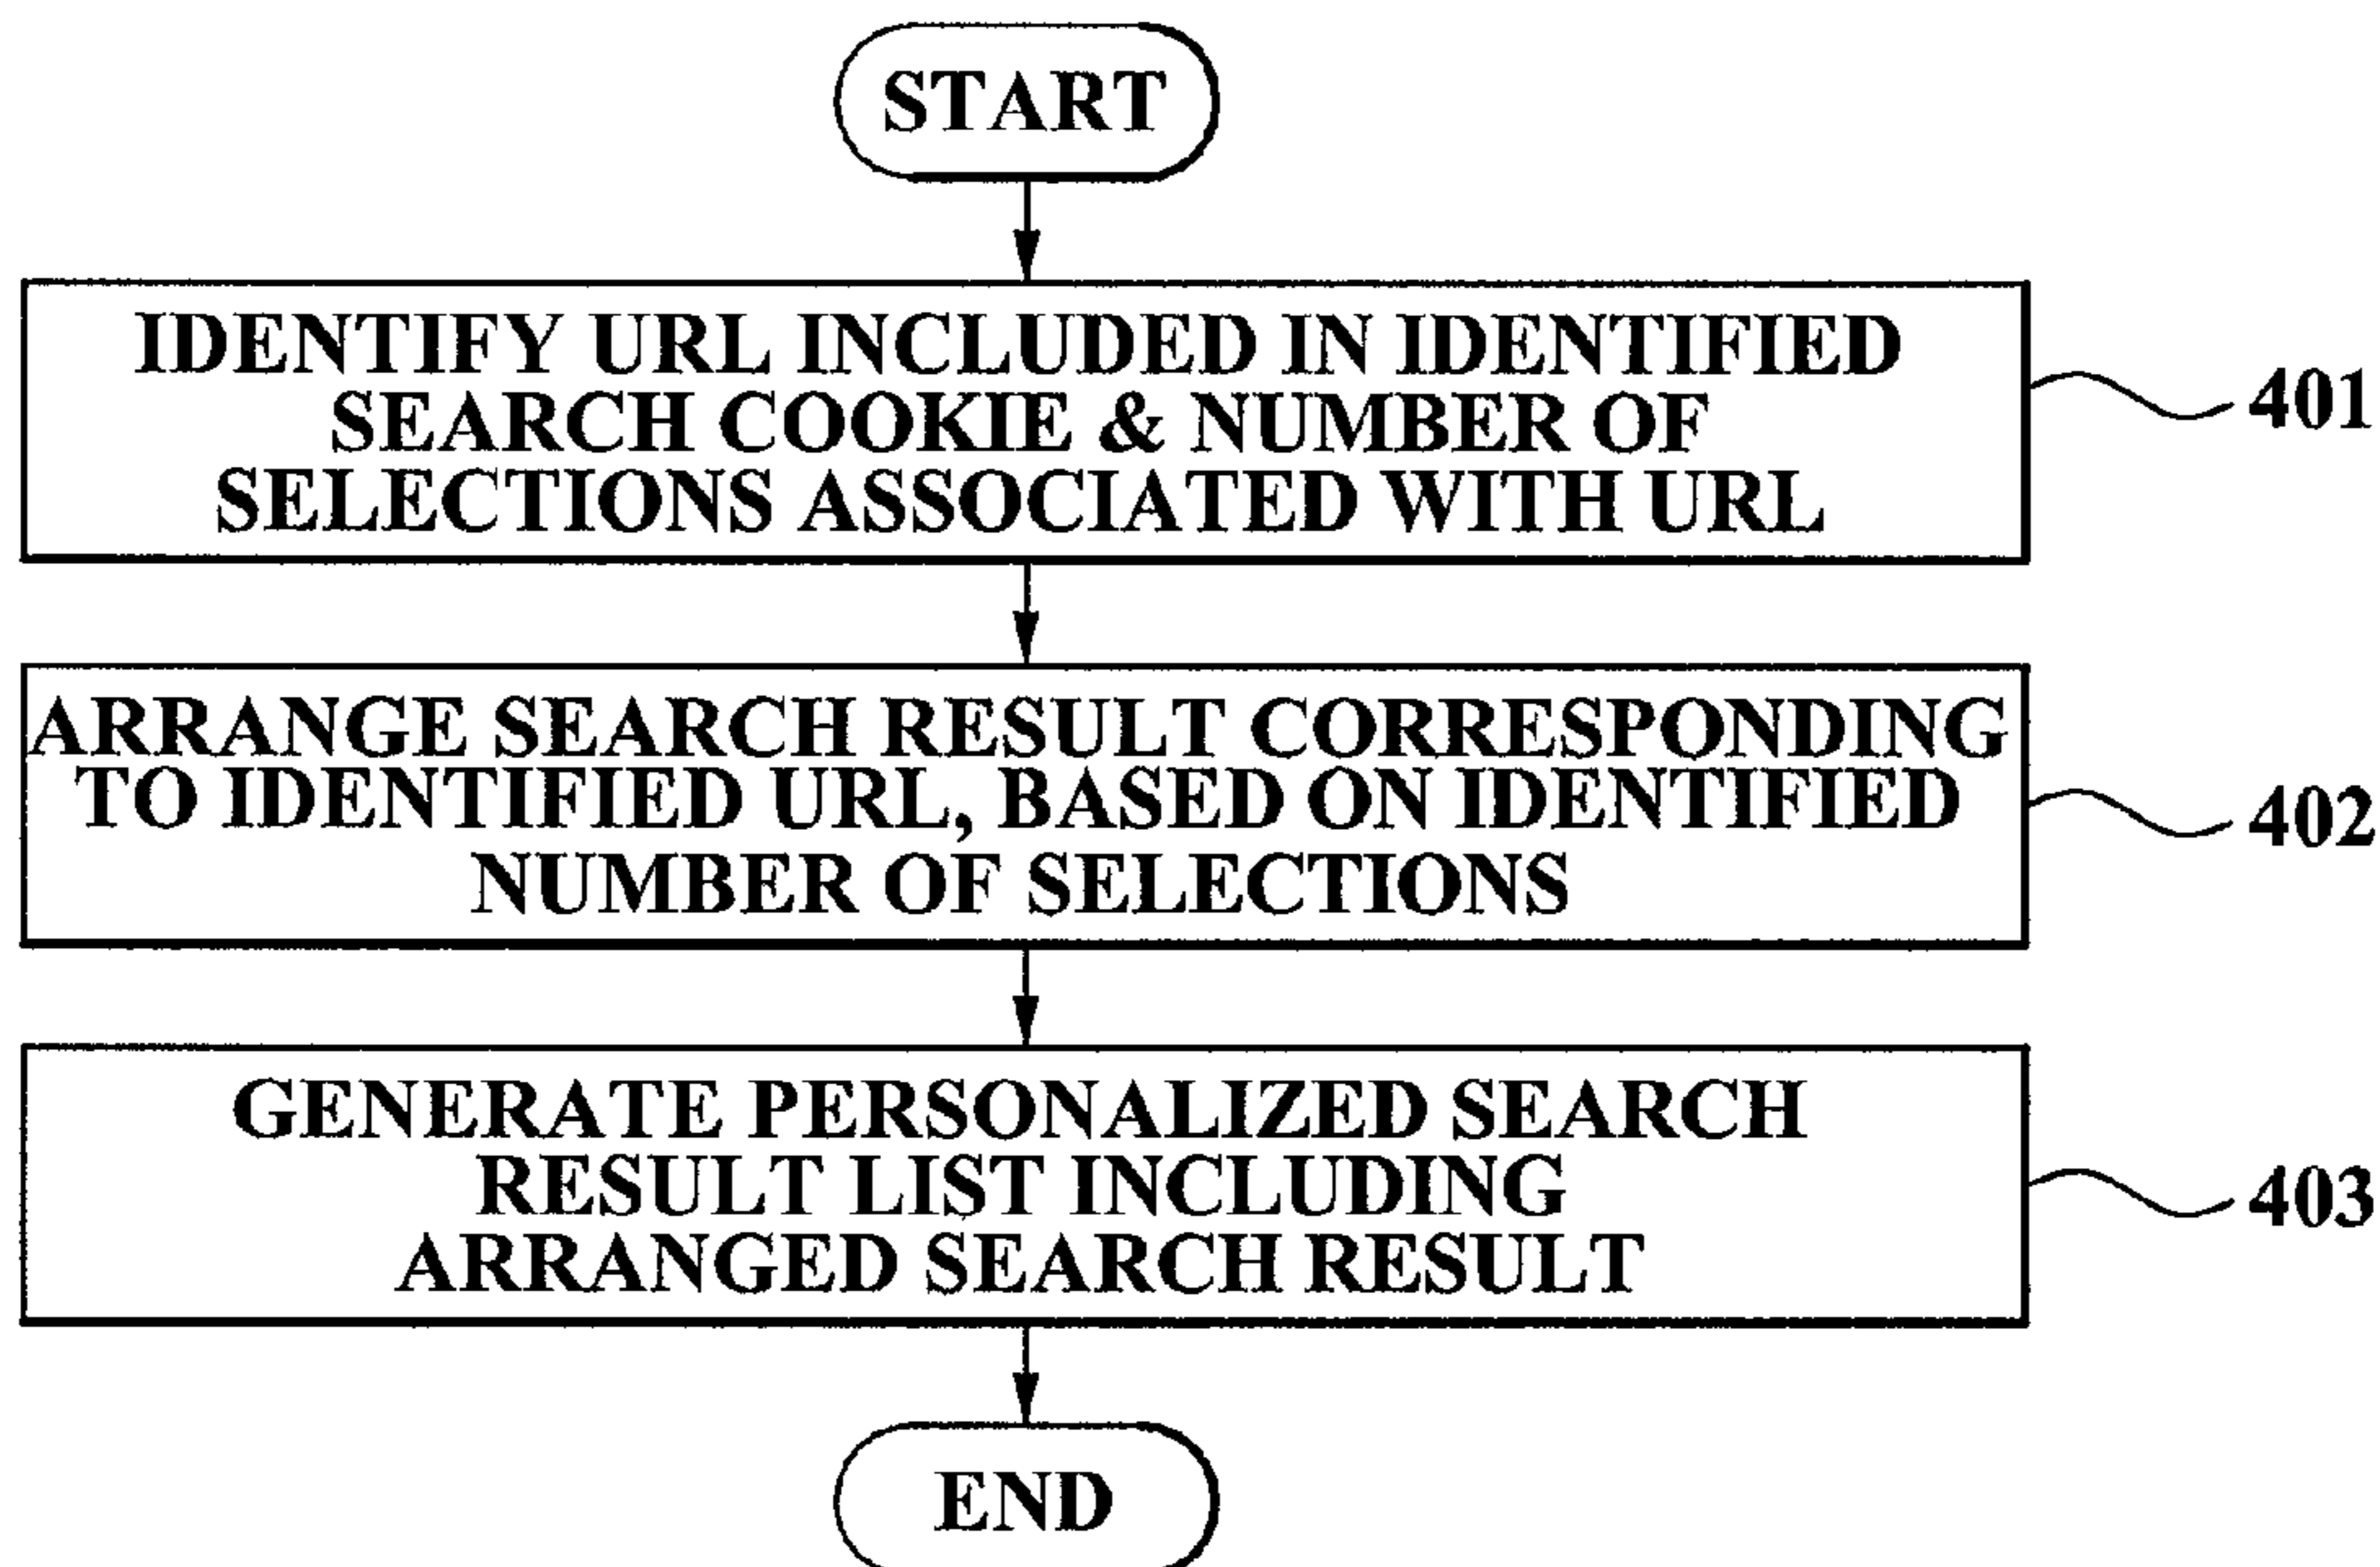 START
IDENTIFY URL INCLUDED IN IDENTIFIED
SEARCH COOKIE & NUMBER OF
SELECTIONS ASSOCIATED WITH URL
401
ARRANGE SEARCH RESULT CORRESPONDING
TO IDENTIFIED URL, BASED ON IDENTIFIED
NUMBER OF SELECTIONS
402
GENERATE PERSONALIZED SEARCH
RESULT LIST INCLUDING
ARRANGED SEARCH RESULT
403
END